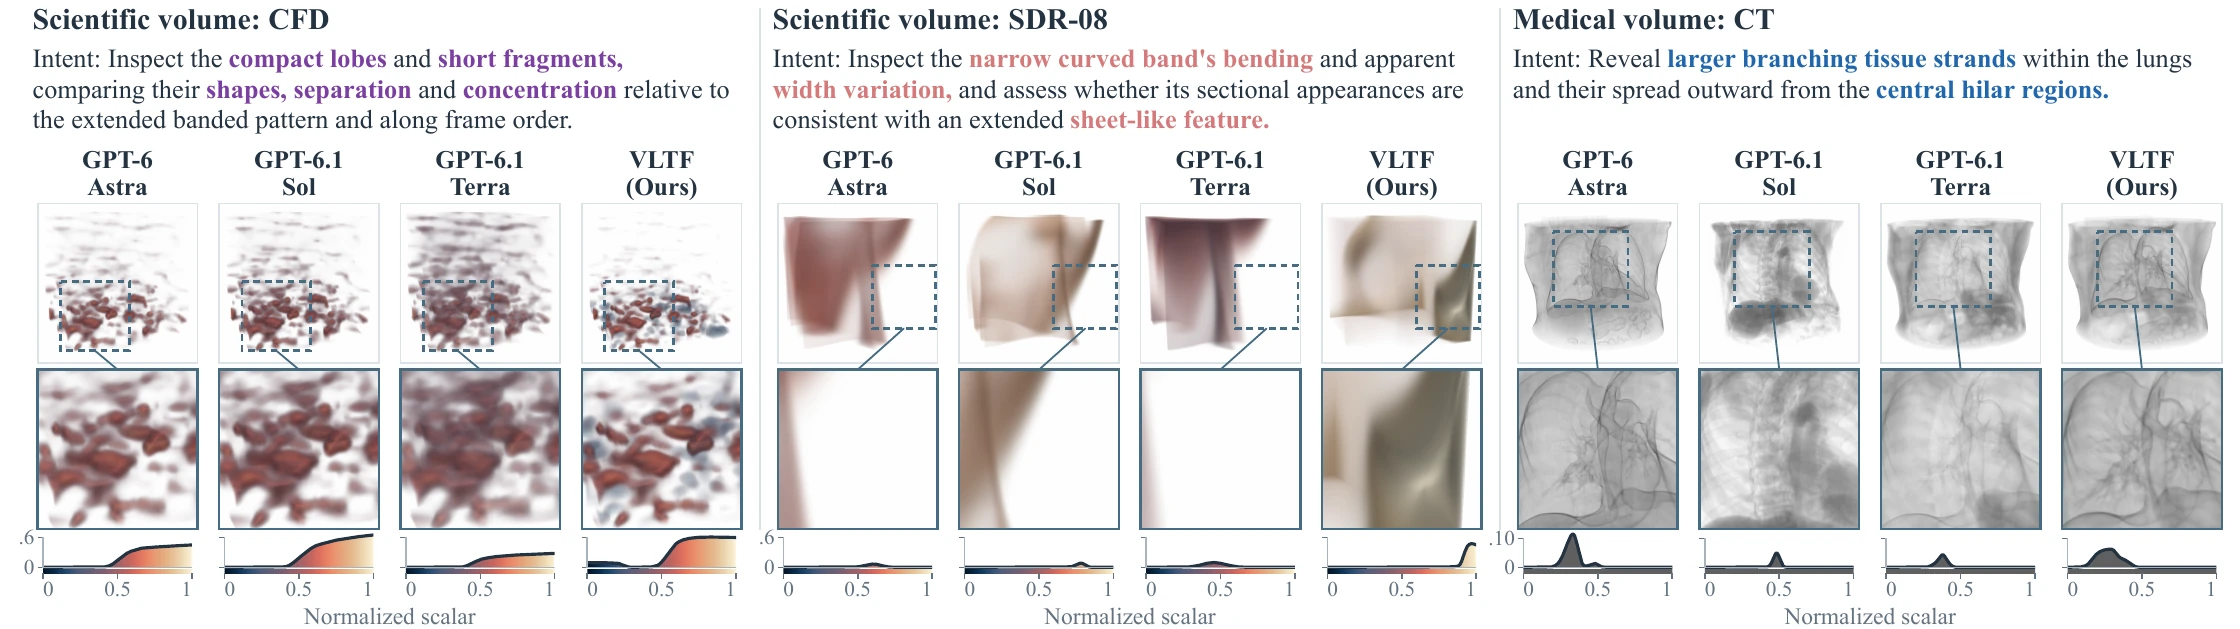 Scientific volume: CFD
Intent: Inspect the compact lobes and short fragments,
comparing their shapes, separation and concentration relative to
the extended banded pattern and along frame order.
GPT-6 Astra
GPT-6.1 Sol
GPT-6.1 Terra
VLTF (Ours)
.6
0
0 0.5 1
0 0.5 1
0 0.5 1
0 0.5 1
Normalized scalar
Scientific volume: SDR-08
Intent: Inspect the narrow curved band's bending and apparent
width variation, and assess whether its sectional appearances are
consistent with an extended sheet-like feature.
GPT-6 Astra
GPT-6.1 Sol
GPT-6.1 Terra
VLTF (Ours)
.6
0
0 0.5 1
0 0.5 1
0 0.5 1
0 0.5 1
Normalized scalar
Medical volume: CT
Intent: Reveal larger branching tissue strands within the lungs
and their spread outward from the central hilar regions.
GPT-6 Astra
GPT-6.1 Sol
GPT-6.1 Terra
VLTF (Ours)
.10
0
0 0.5 1
0 0.5 1
0 0.5 1
0 0.5 1
Normalized scalar